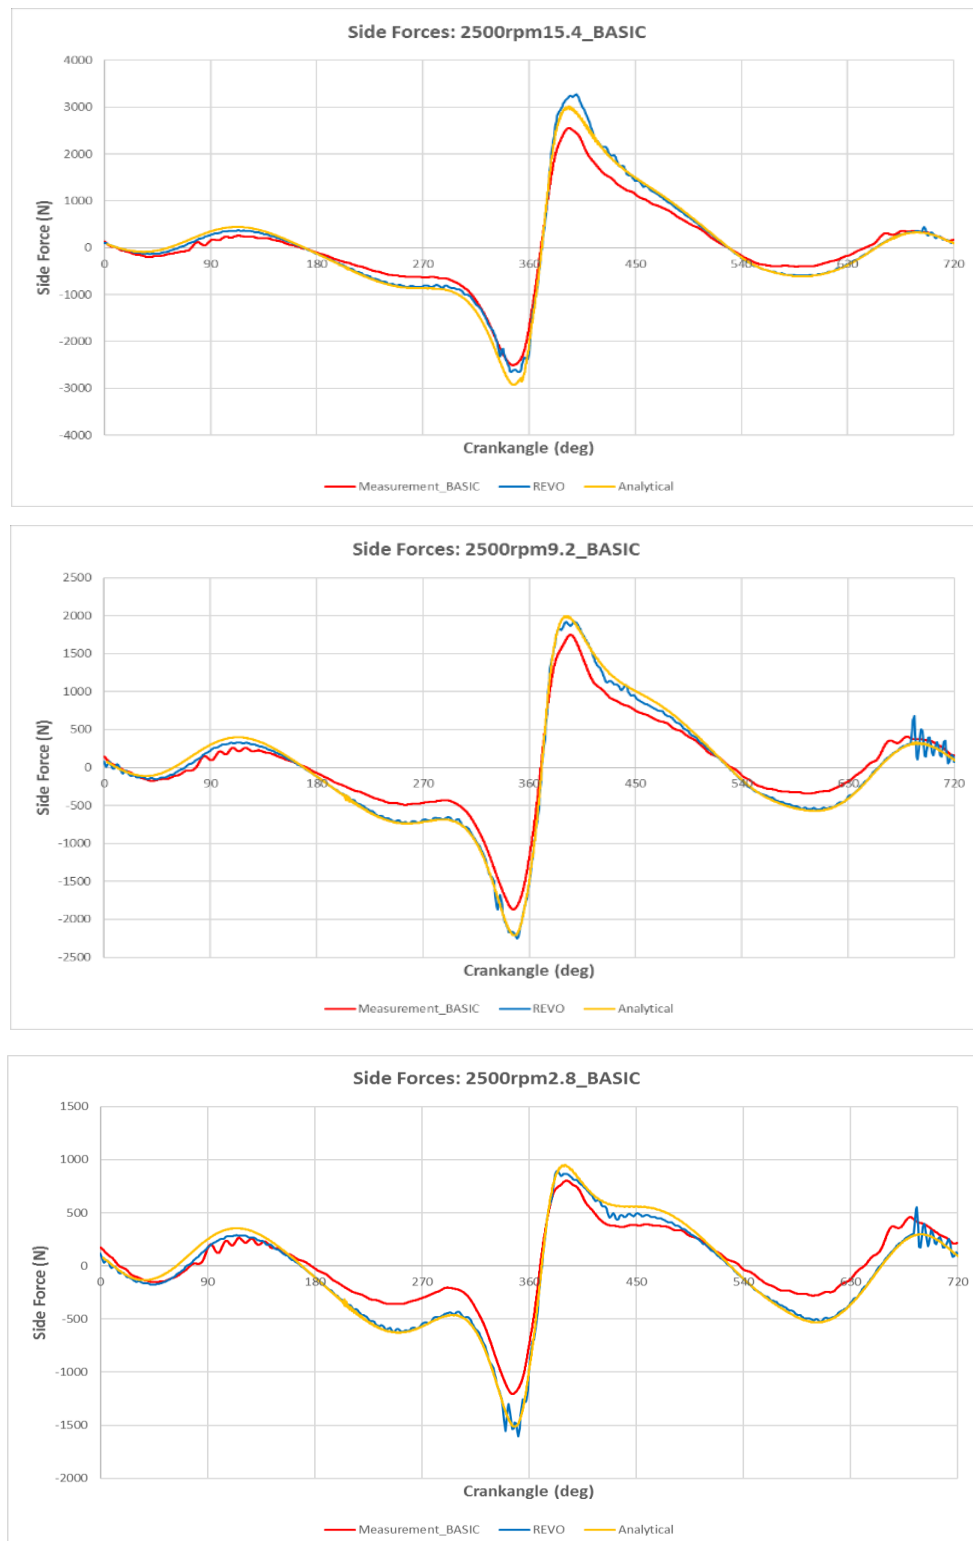 Side Forces: 2500rpm15.4_BASIC
4000
3000
2000
1000
0
-1000
-2000
-3000
-4000
Side Force (N)
0 90 180 270 360 450 540 630 720
Crankangle (deg)
Measurement_BASIC REVO Analytical
Side Forces: 2500rpm9.2_BASIC
2500
2000
1500
1000
500
0
-500
-1000
-1500
-2000
-2500
Side Force (N)
0 90 180 270 360 450 540 630 720
Crankangle (deg)
Measurement_BASIC REVO Analytical
Side Forces: 2500rpm2.8_BASIC
1500
1000
500
0
-500
-1000
-1500
-2000
Side Force (N)
0 90 180 270 360 450 540 630 720
Crankangle (deg)
Measurement_BASIC REVO Analytical